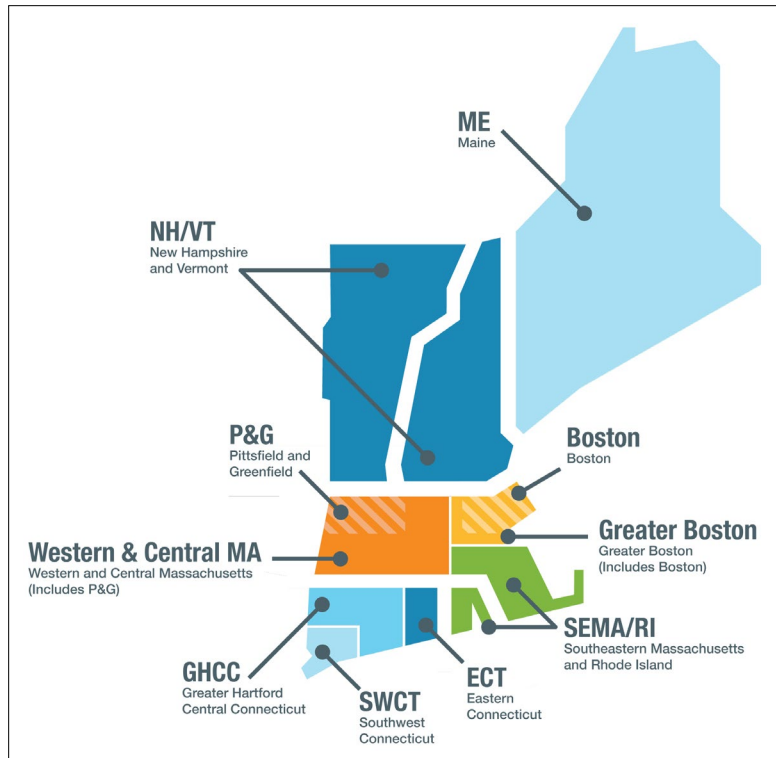 ME
Maine
NH/VT
New Hampshire
and Vermont
P&G
Pittsfield and
Greenfield
Boston
Boston
Western & Central MA
Western and Central Massachusetts
(Includes P&G)
Greater Boston
Greater Boston
(Includes Boston)
SEMA/RI
Southeastern Massachusetts
and Rhode Island
GHCC
Greater Hartford
Central Connecticut
SWCT
Southwest
Connecticut
ECT
Eastern
Connecticut